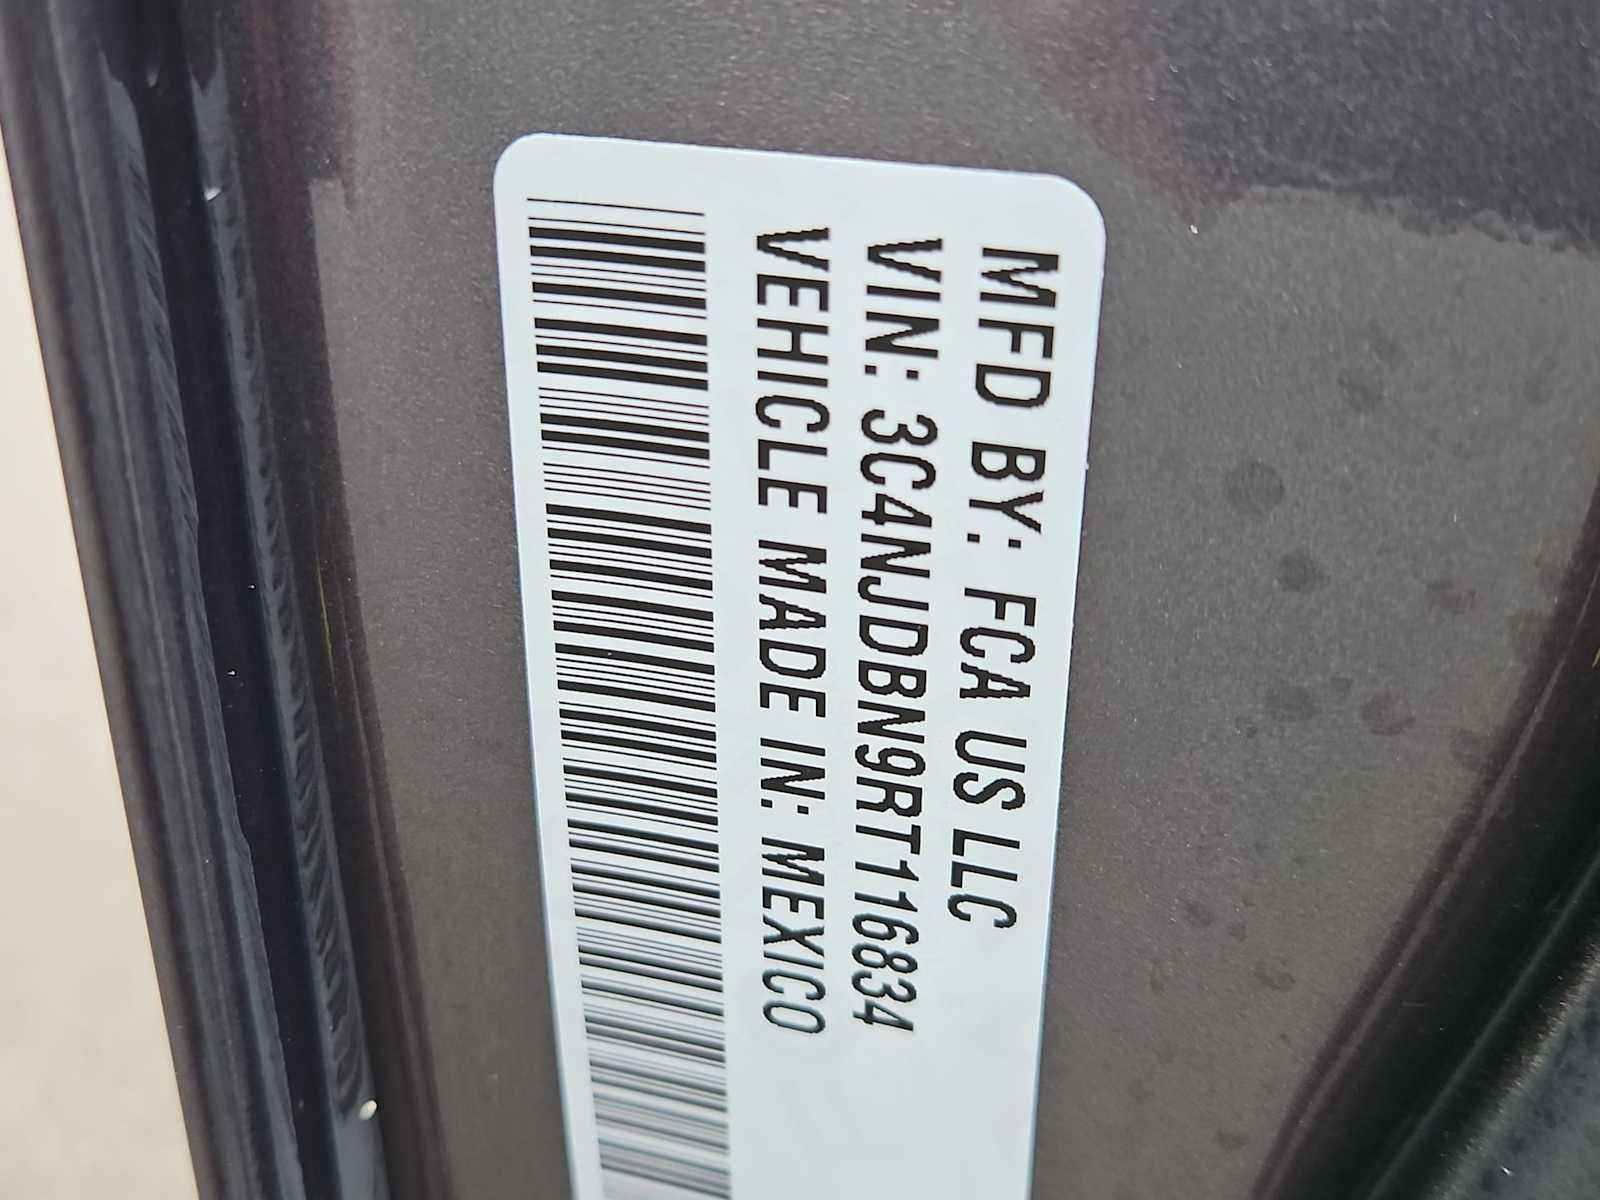 MFD BY: FCA US LLC
VIN: 3C4NJDBN9RT116834
VEHICLE MADE IN: MEXICO